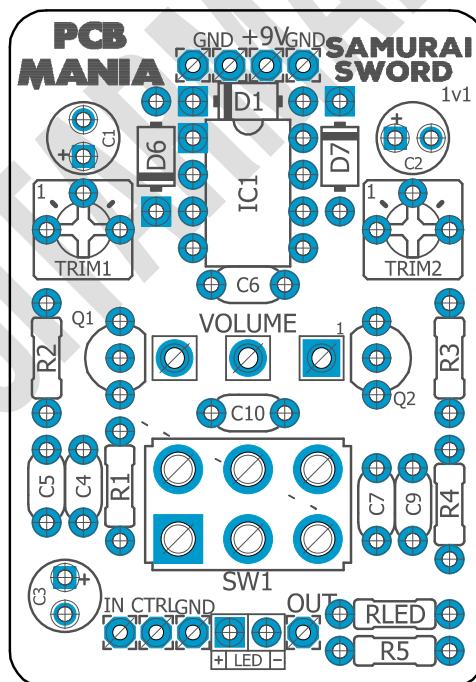 PCB
MANIA
GND +9V GND
SAMURAI
SWORD
1v1
C1
+
D1
+
C2
D6
D7
IC1
1
TRIM1
1
TRIM2
C6
Q1
VOLUME
1
R2
R3
Q2
C10
C5
C4
R1
C7
C9
R4
SW1
C3
+
IN CTRL GND
OUT
+ LED -
RLED
R5